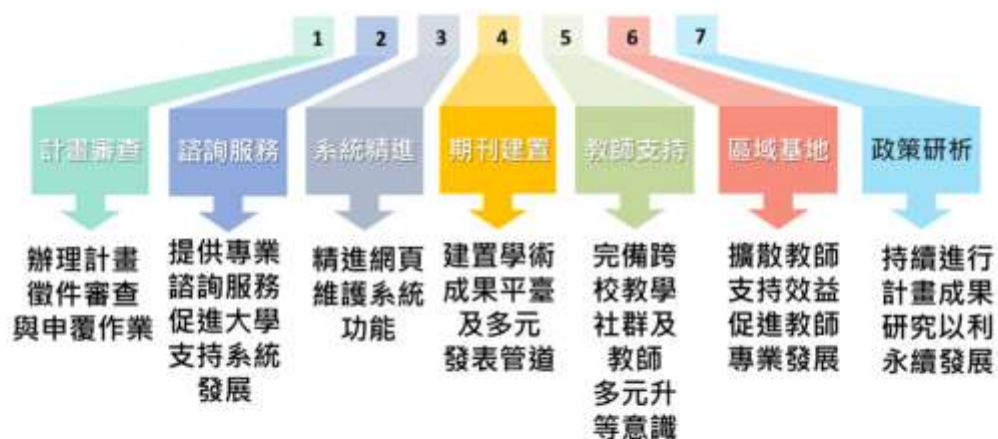 1
2
3
4
5
6
7
計畫審查
諮詢服務
系統精進
期刊建置
教師支持
區域基地
政策研析
辦理計畫
徵件審查
與申覆作業
提供專業
諮詢服務
促進大學
支持系統
發展
精進網頁
維護系統
功能
建置學術
成果平臺
及多元
發表管道
完備跨
校教學
社群及
教師
多元升
等意識
擴散教師
支持效益
促進教師
專業發展
持續進行
計畫成果
研究以利
永續發展